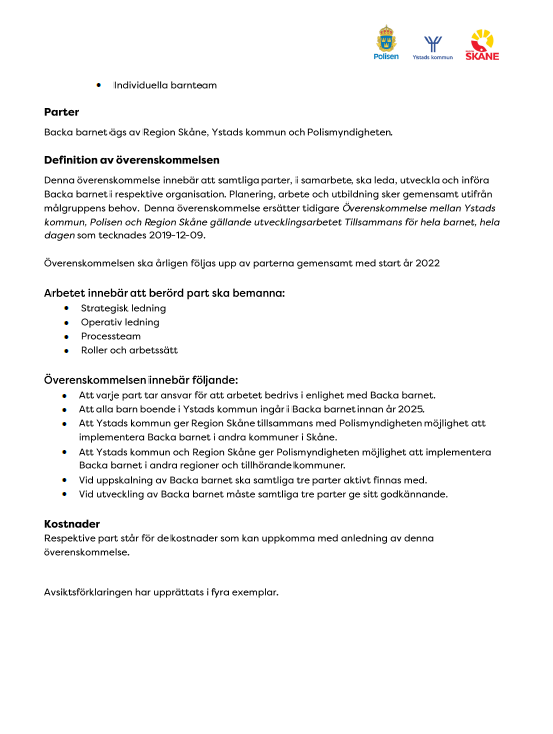 Polisen
Ystads kommun
SKÅNE
• Individuella barnteam
Parter
Backa barnet ägs av Region Skåne, Ystads kommun och Polismyndigheten.
Definition av överenskommelsen
Denna överenskommelse innebär att samtliga parter, i samarbete, ska leda, utveckla och införa
Backa barnet i respektive organisation. Planering, arbete och utbildning sker gemensamt utifrån
målgruppens behov. Denna överenskommelse ersätter tidigare Överenskommelse mellan Ystads
kommun, Polisen och Region Skåne gällande utvecklingsarbetet Tillsammans för hela barnet, hela
dagen som tecknades 2019-12-09.
Överenskommelsen ska årligen följas upp av parterna gemensamt med start år 2022
Arbetet innebär att berörd part ska bemanna:
• Strategisk ledning
• Operativ ledning
• Processteam
• Roller och arbetssätt
Överenskommelsen innebär följande:
• Att varje part tar ansvar för att arbetet bedrivs i enlighet med Backa barnet.
• Att alla barn boende i Ystads kommun ingår i Backa barnet innan år 2025.
• Att Ystads kommun ger Region Skåne tillsammans med Polismyndigheten möjlighet att
implementera Backa barnet i andra kommuner i Skåne.
• Att Ystads kommun och Region Skåne ger Polismyndigheten möjlighet att implementera
Backa barnet i andra regioner och tillhörande kommuner.
• Vid uppskalning av Backa barnet ska samtliga tre parter aktivt finnas med.
• Vid utveckling av Backa barnet måste samtliga tre parter ge sitt godkännande.
Kostnader
Respektive part står för de kostnader som kan uppkomma med anledning av denna
överenskommelse.
Avsiktsförklaringen har upprättats i fyra exemplar.